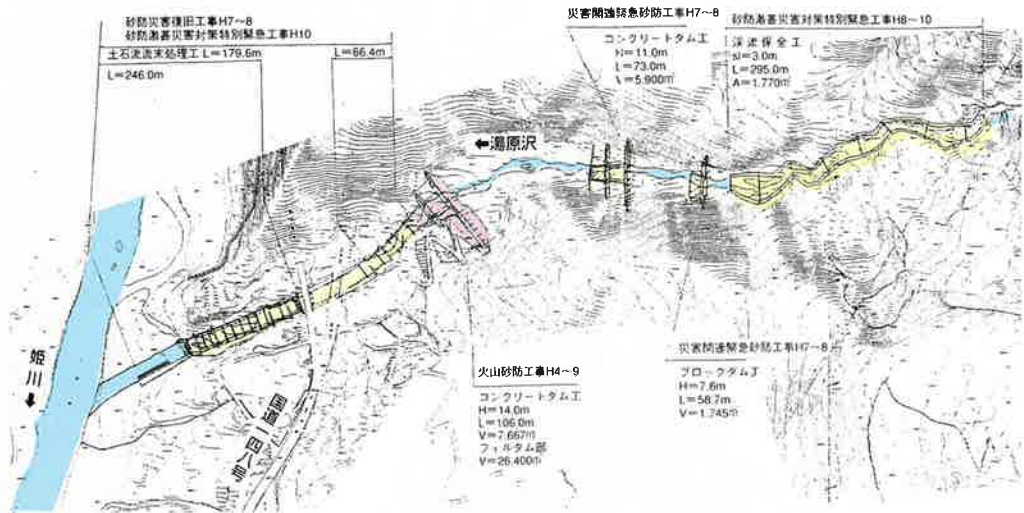 砂防災害復旧工事H7～8
砂防激甚災害対策特別緊急工事H10
土石流流末処理工 L=179.6m
L=66.4m
L=246.0m
災害関連緊急砂防工事H7～8
コンクリートダム工
H=11.0m
L=73.0m
V=5.900㎥
砂防激甚災害対策特別緊急工事H8～10
渓流保全工
W=3.0m
L=295.0m
A=1.770㎡
←湯原沢
姫川
↓
国道一四八号
火山砂防工事H4～9
コンクリートダム工
H=14.0m
L=106.0m
V=7.667㎥
フィルダム部
V=26.400㎥
災害関連緊急砂防工事H7～8
ブロックダム工
H=7.6m
L=58.7m
V=1.745㎥